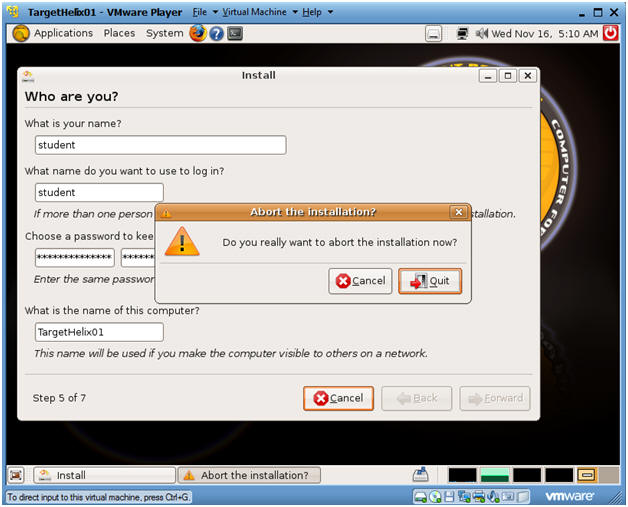 TargetHelix01 - VMware Player File Virtual Machine Help
Applications Places System Wed Nov 16, 5:10 AM
Install
Who are you?
What is your name?
student
What name do you want to use to log in?
student
If more than one person stallation.
Abort the installation?
Do you really want to abort the installation now?
Cancel Quit
Choose a password to kee
************** **
Enter the same passwor
What is the name of this computer?
TargetHelix01
This name will be used if you make the computer visible to others on a network.
Step 5 of 7 Cancel Back Forward
COMPUTER FO
Install Abort the installation?
To direct input to this virtual machine, press Ctrl+G. vmware